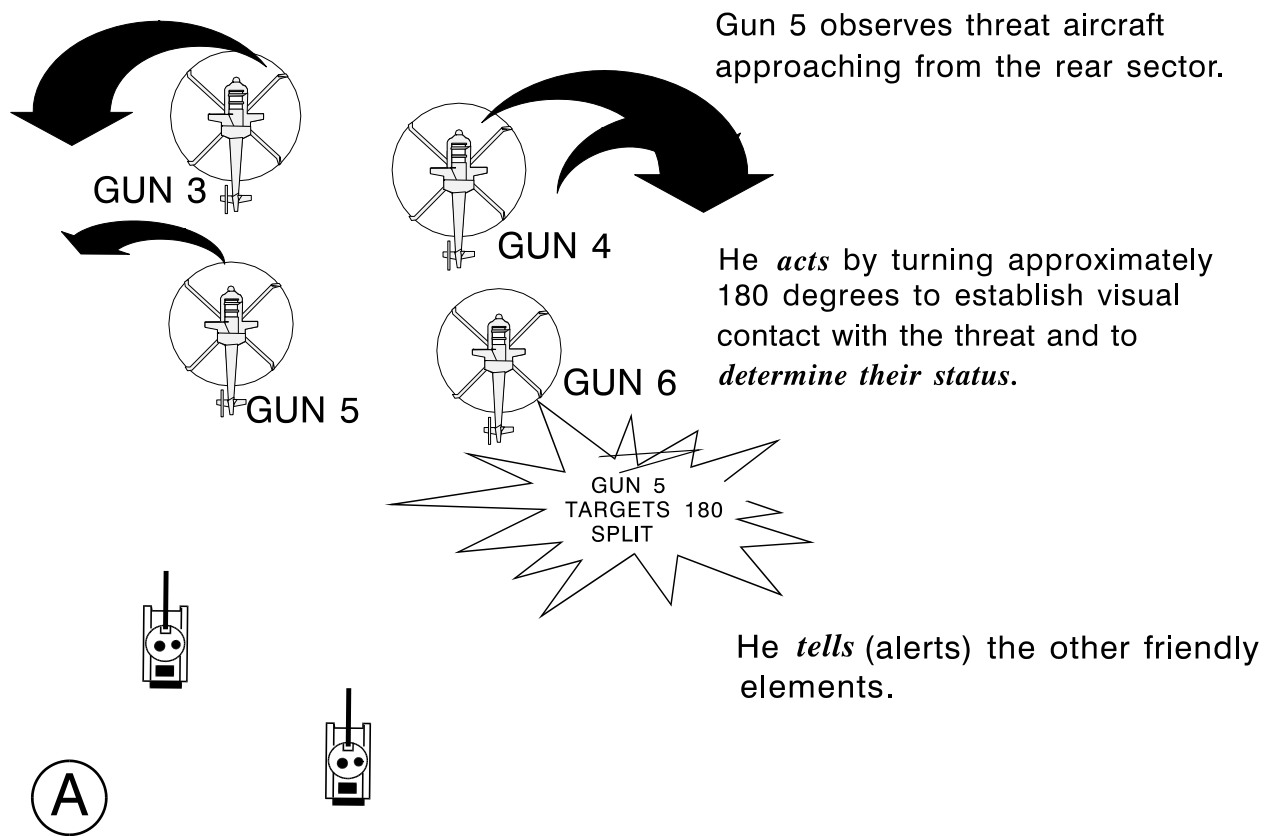 Gun 5 observes threat aircraft
approaching from the rear sector.
GUN 3
GUN 4
He acts by turning approximately
180 degrees to establish visual
contact with the threat and to
determine their status.
GUN 5
GUN 6
GUN 5
TARGETS 180
SPLIT
He tells (alerts) the other friendly
elements.
A